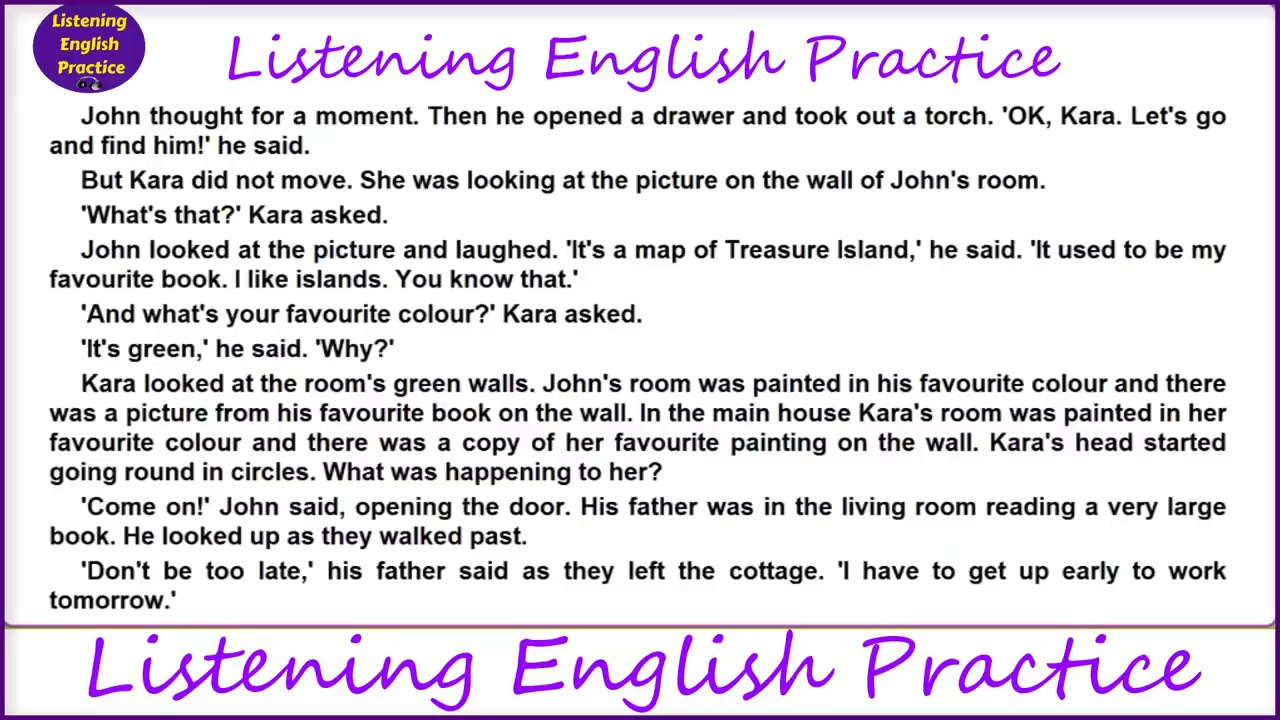 Listening
English
Practice
Listening English Practice
John thought for a moment. Then he opened a drawer and took out a torch. 'OK, Kara. Let's go
and find him!' he said.
But Kara did not move. She was looking at the picture on the wall of John's room.
'What's that?' Kara asked.
John looked at the picture and laughed. 'It's a map of Treasure Island,' he said. 'It used to be my
favourite book. I like islands. You know that.'
'And what's your favourite colour?' Kara asked.
'It's green,' he said. 'Why?'
Kara looked at the room's green walls. John's room was painted in his favourite colour and there
was a picture from his favourite book on the wall. In the main house Kara's room was painted in her
favourite colour and there was a copy of her favourite painting on the wall. Kara's head started
going round in circles. What was happening to her?
'Come on!' John said, opening the door. His father was in the living room reading a very large
book. He looked up as they walked past.
'Don't be too late,' his father said as they left the cottage. 'I have to get up early to work
tomorrow.'
Listening English Practice